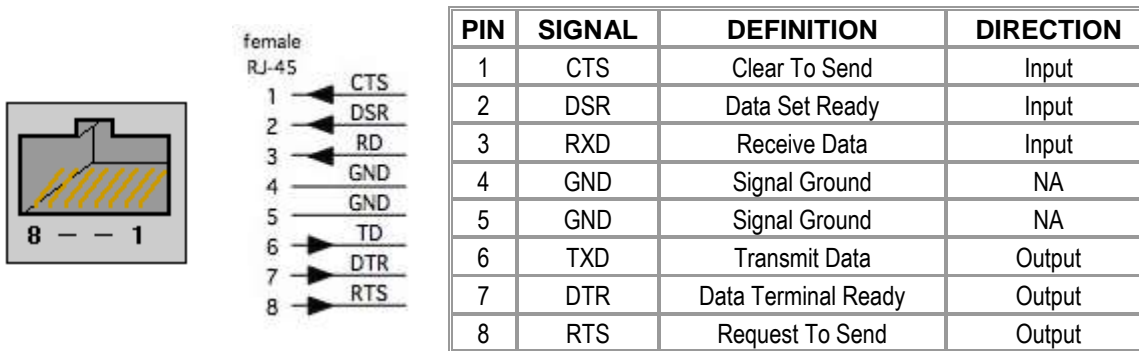 8 – – 1
female
RJ-45
1 CTS
2 DSR
3 RD
4 GND
5 GND
6 TD
7 DTR
8 RTS
PIN SIGNAL DEFINITION DIRECTION
1 CTS Clear To Send Input
2 DSR Data Set Ready Input
3 RXD Receive Data Input
4 GND Signal Ground NA
5 GND Signal Ground NA
6 TXD Transmit Data Output
7 DTR Data Terminal Ready Output
8 RTS Request To Send Output